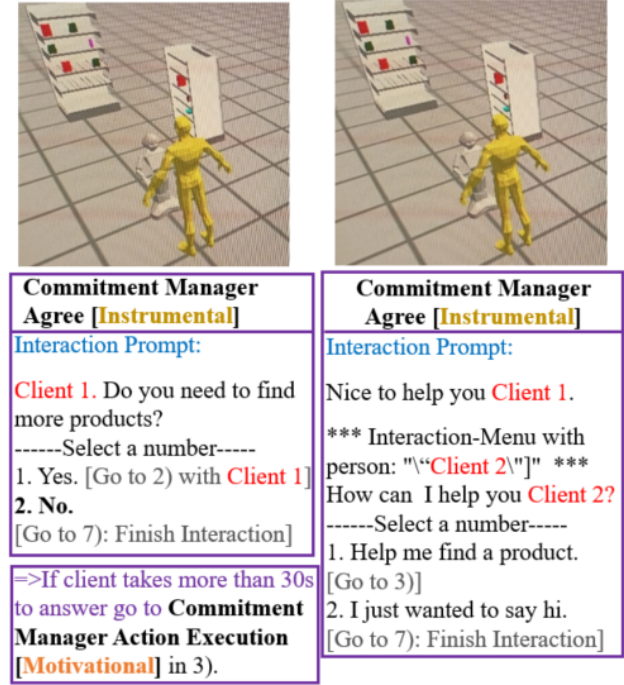 Commitment Manager
Agree [Instrumental]
Interaction Prompt:
Client 1. Do you need to find
more products?
------Select a number-----
1. Yes. [Go to 2) with Client 1]
2. No.
[Go to 7): Finish Interaction]
=>If client takes more than 30s
to answer go to Commitment
Manager Action Execution
[Motivational] in 3).
Commitment Manager
Agree [Instrumental]
Interaction Prompt:
Nice to help you Client 1.
*** Interaction-Menu with
person: "\“Client 2\"]" ***
How can I help you Client 2?
------Select a number-----
1. Help me find a product.
[Go to 3)]
2. I just wanted to say hi.
[Go to 7): Finish Interaction]